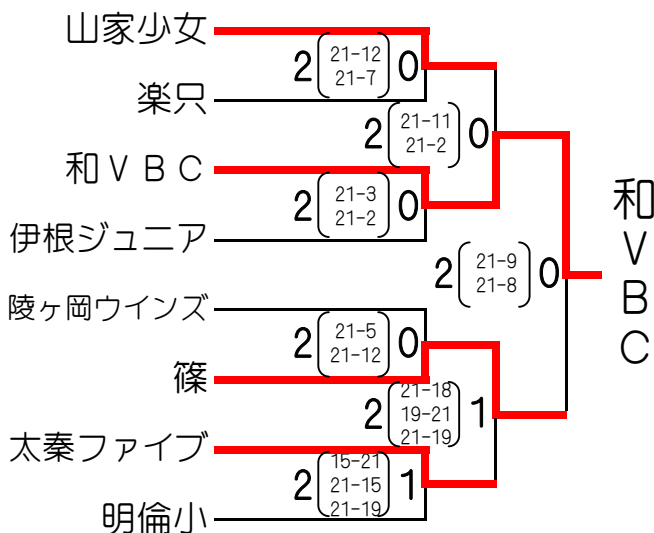 山家少女
2 21-12 0
21-7
楽只
2 21-11 0
21-2
和VBC
2 21-3 0
21-2
伊根ジュニア
和VBC
2 21-9 0
21-8
陵ヶ岡ウインズ
2 21-5 0
21-12
篠
2 21-18 1
19-21
21-19
太秦ファイブ
2 15-21 1
21-15
21-19
明倫小